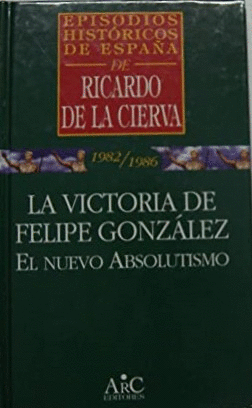 EPISODIOS
HISTÓRICOS
DE ESPAÑA
DE
RICARDO
DE LA CIERVA
1982/1986
LA VICTORIA DE
FELIPE GONZÁLEZ
EL NUEVO ABSOLUTISMO
ARC
EDITORES